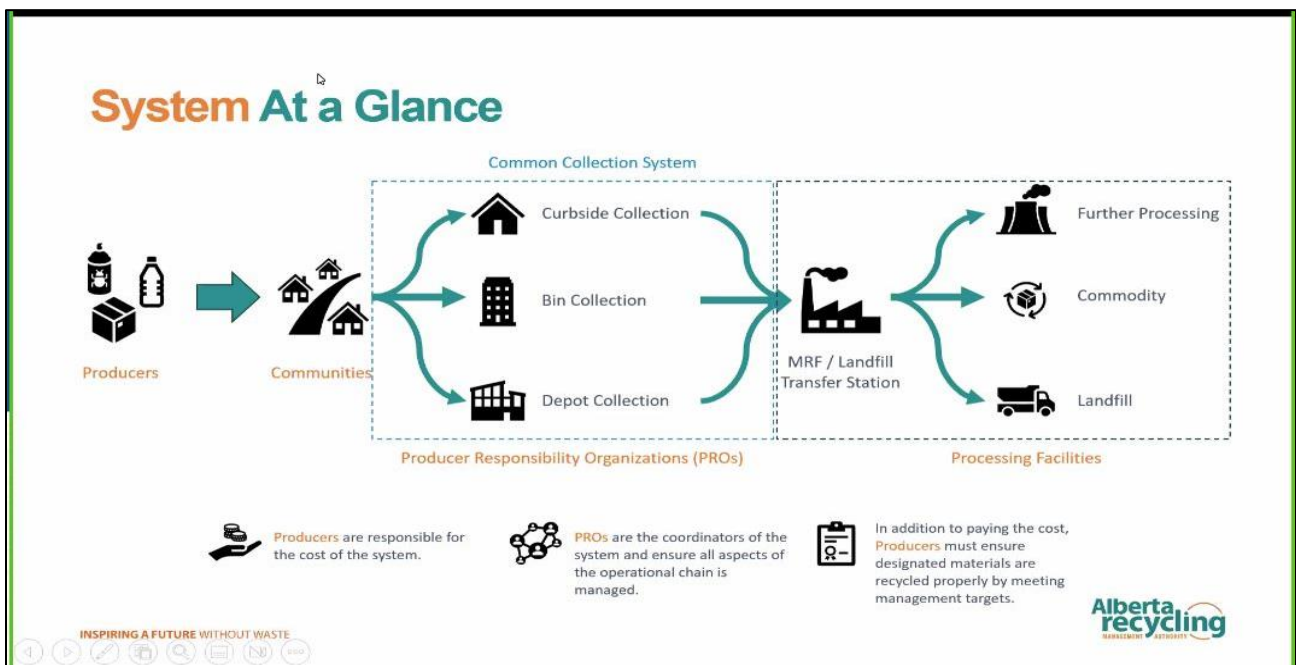 System At a Glance
Common Collection System
Curbside Collection
Further Processing
Bin Collection
Commodity
MRF / Landfill
Transfer Station
Producers
Communities
Depot Collection
Landfill
Producer Responsibility Organizations (PROs)
Processing Facilities
Producers are responsible for
the cost of the system.
PROs are the coordinators of the
system and ensure all aspects of
the operational chain is
managed.
In addition to paying the cost,
Producers must ensure
designated materials are
recycled properly by meeting
management targets.
Alberta
recycling
MANAGEMENT AUTHORITY
INSPIRING A FUTURE WITHOUT WASTE